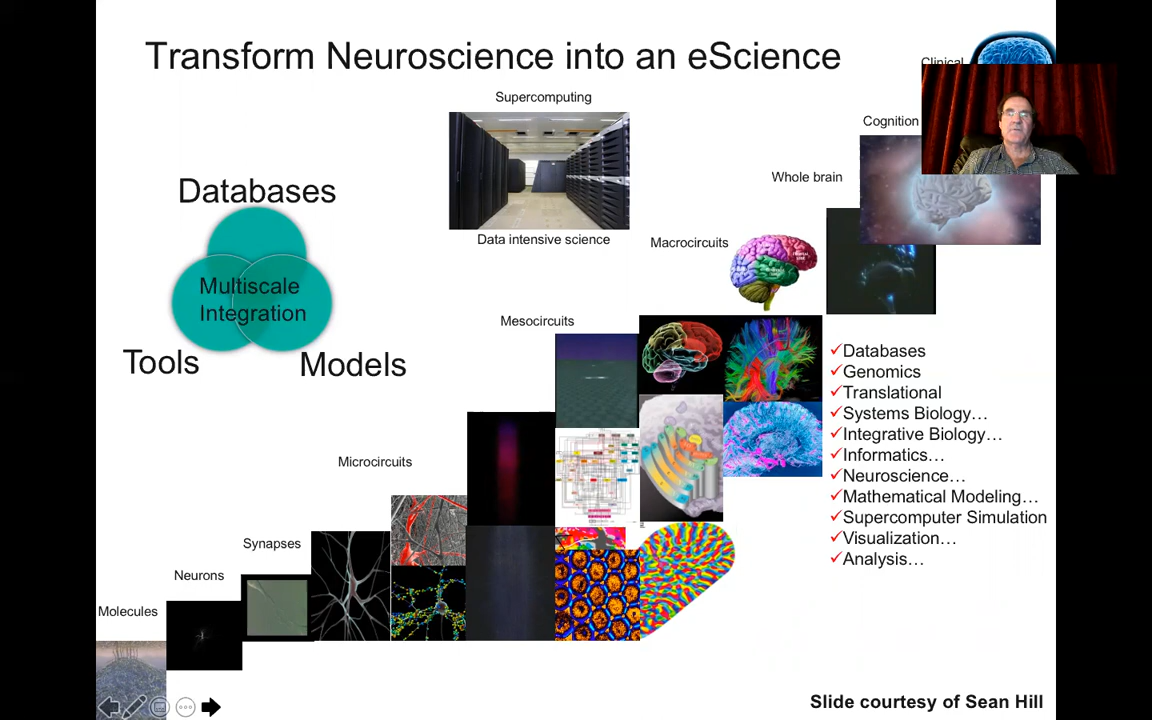 Transform Neuroscience into an eScience
Clinical
Supercomputing
Cognition
Whole brain
Databases
Data intensive science
Macrocircuits
Multiscale
Integration
Mesocircuits
Tools
Models
Databases
Genomics
Translational
Systems Biology…
Integrative Biology…
Informatics…
Neuroscience…
Mathematical Modeling…
Supercomputer Simulation
Visualization…
Analysis…
Microcircuits
Synapses
Neurons
Molecules
Slide courtesy of Sean Hill